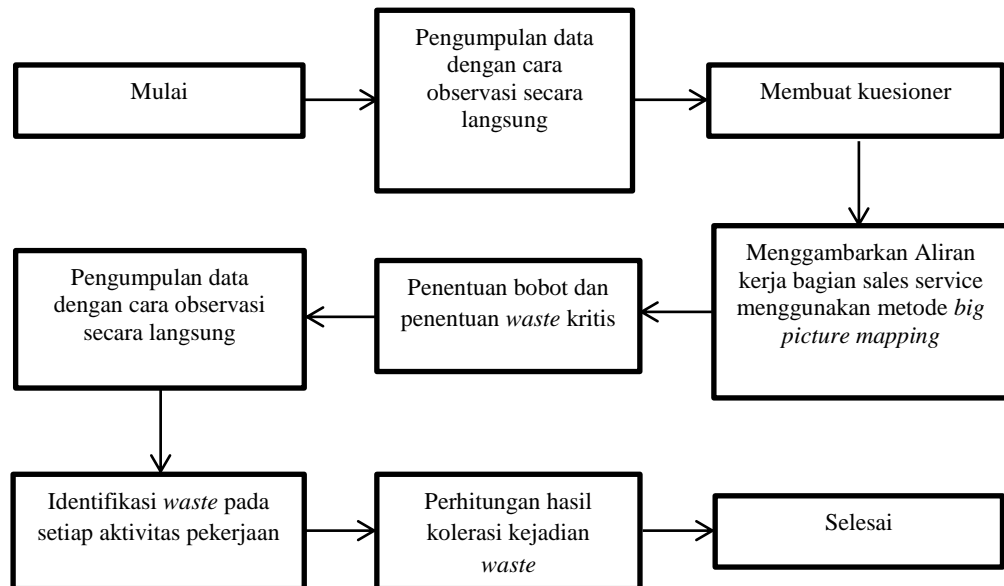 Mulai
Pengumpulan data
dengan cara
observasi secara
langsung
Membuat kuesioner
Menggambarkan Aliran
kerja bagian sales service
menggunakan metode big
picture mapping
Penentuan bobot dan
penentuan waste kritis
Pengumpulan data
dengan cara observasi
secara langsung
Identifikasi waste pada
setiap aktivitas pekerjaan
Perhitungan hasil
kolerasi kejadian
waste
Selesai